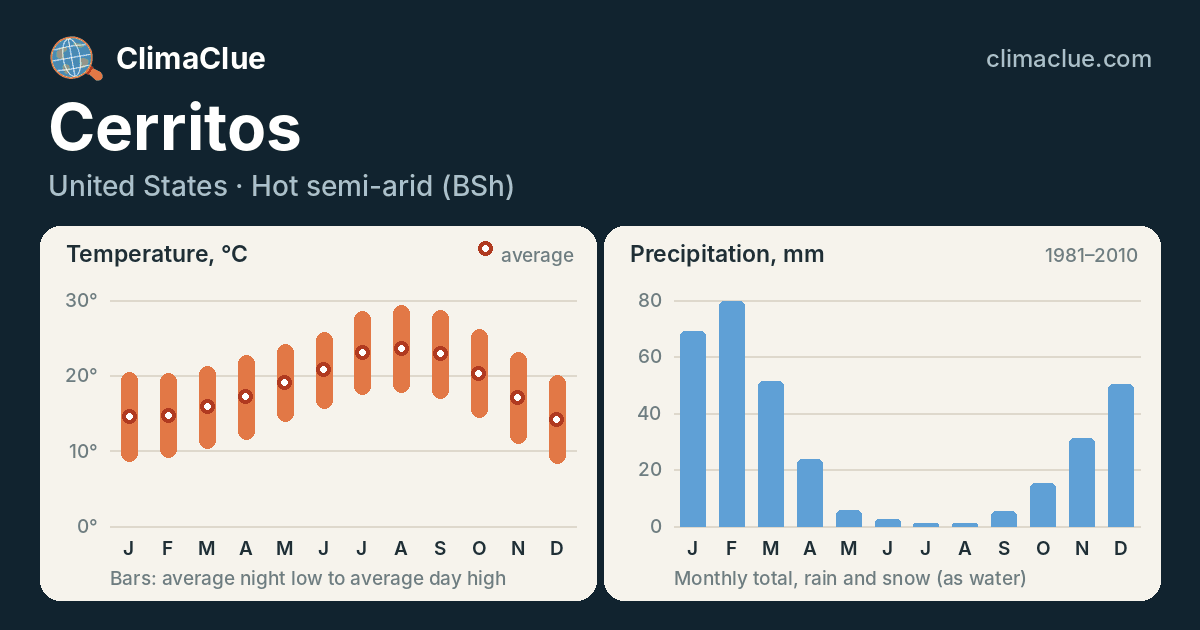 ClimaClue
climaclue.com
Cerritos
United States · Hot semi-arid (BSh)
Temperature, °C
average
30°
20°
10°
0°
J F M A M J J A S O N D
Bars: average night low to average day high
Precipitation, mm
1981–2010
80
60
40
20
0
J F M A M J J A S O N D
Monthly total, rain and snow (as water)